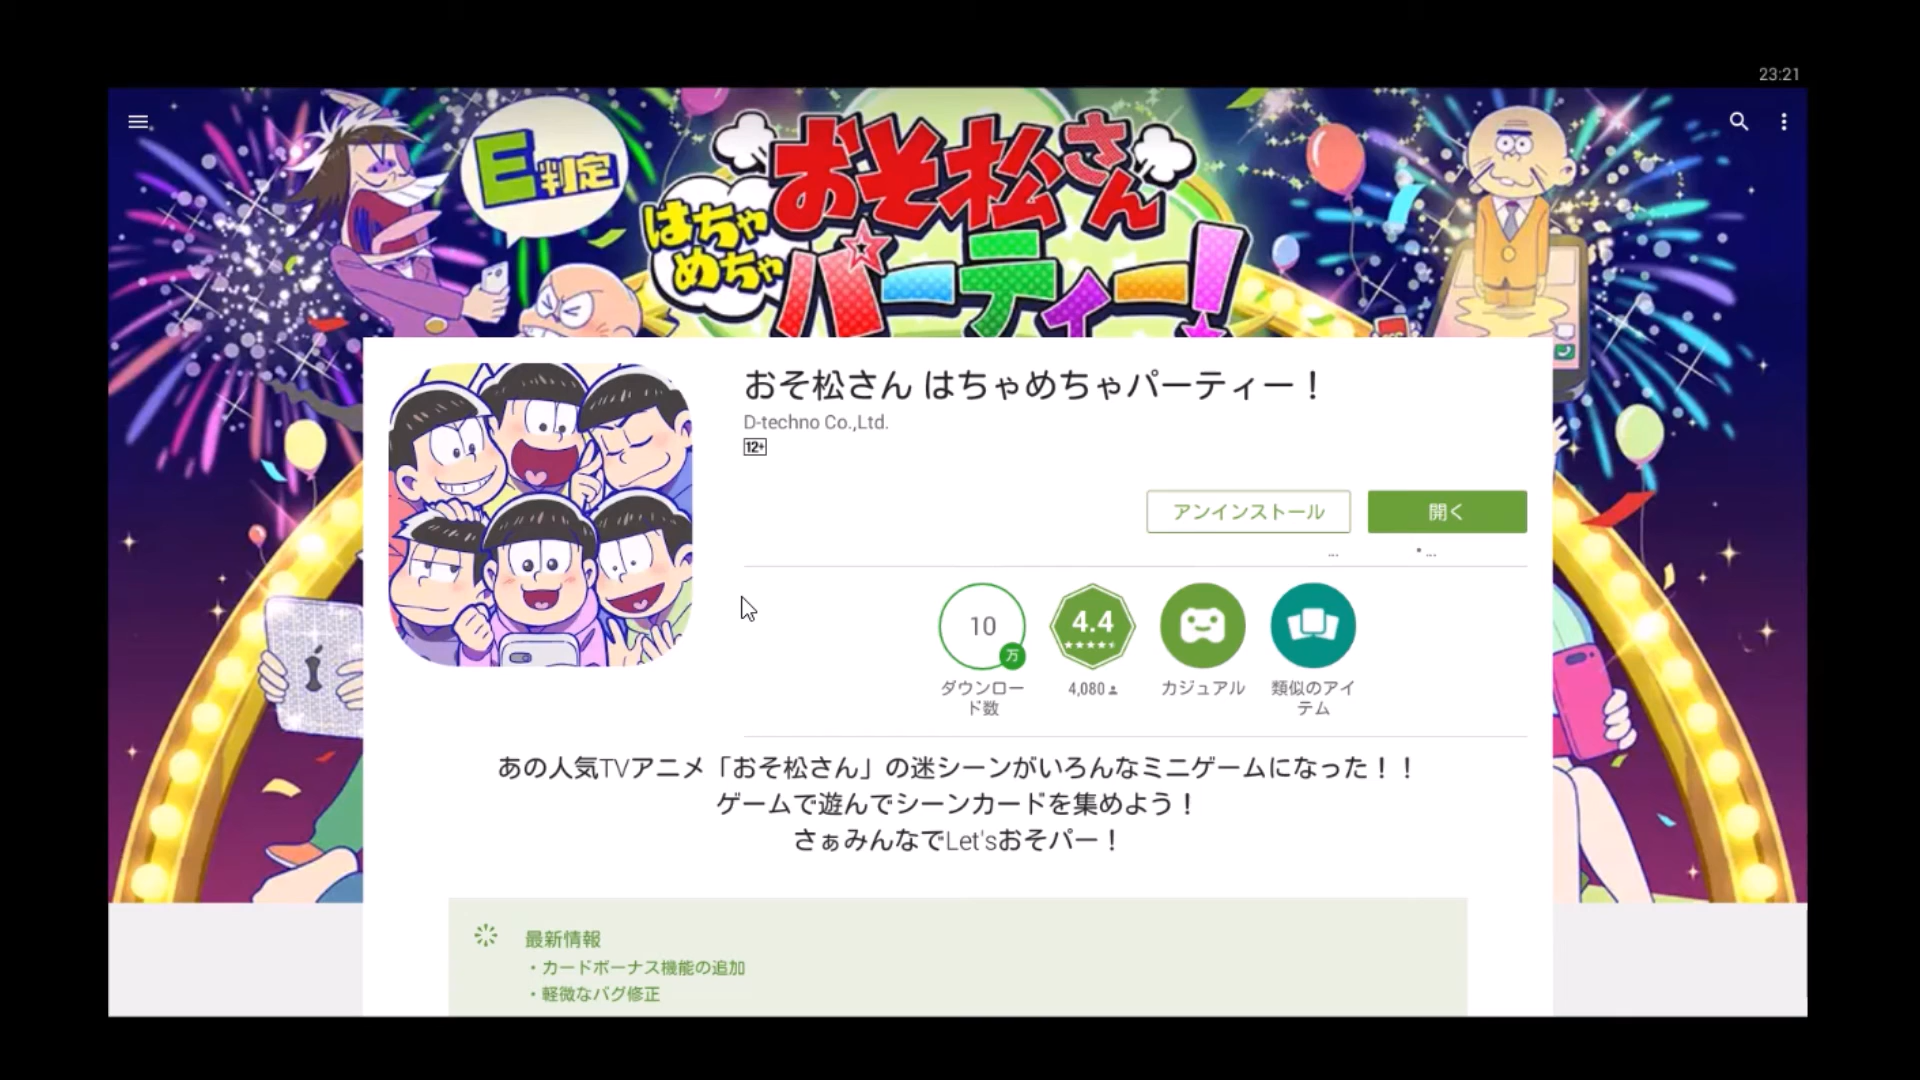 23:21
E判定
おそ松さん
はちゃ
めちゃ
パーティー!
おそ松さん はちゃめちゃパーティー！
D-techno Co.,Ltd.
12+
アンインストール
開く
10
万
4.4
ダウンロー
ド数
4,080
カジュアル
類似のアイ
テム
あの人気TVアニメ「おそ松さん」の迷シーンがいろんなミニゲームになった！！
ゲームで遊んでシーンカードを集めよう！
さぁみんなでLet'sおそパー！
最新情報
・カードボーナス機能の追加
・軽微なバグ修正